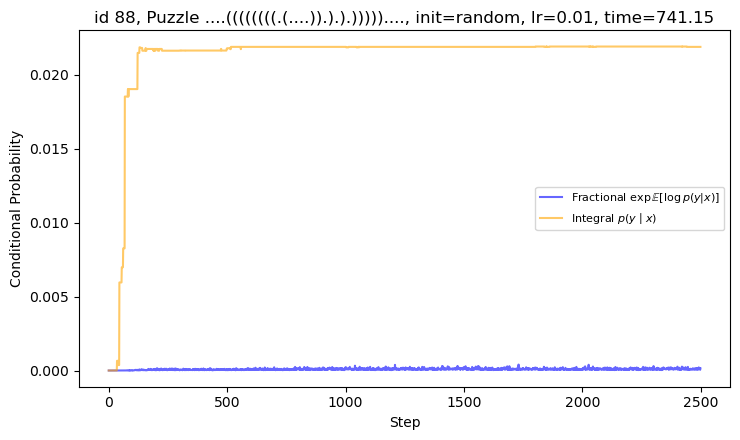 id 88, Puzzle ....((((((((.(....)).).).)))))...., init=random, lr=0.01, time=741.15
Conditional Probability
0.020
0.015
0.010
0.005
0.000
Fractional exp𝔼[log p(y|x)]
Integral p(y | x)
0
500
1000
1500
2000
2500
Step